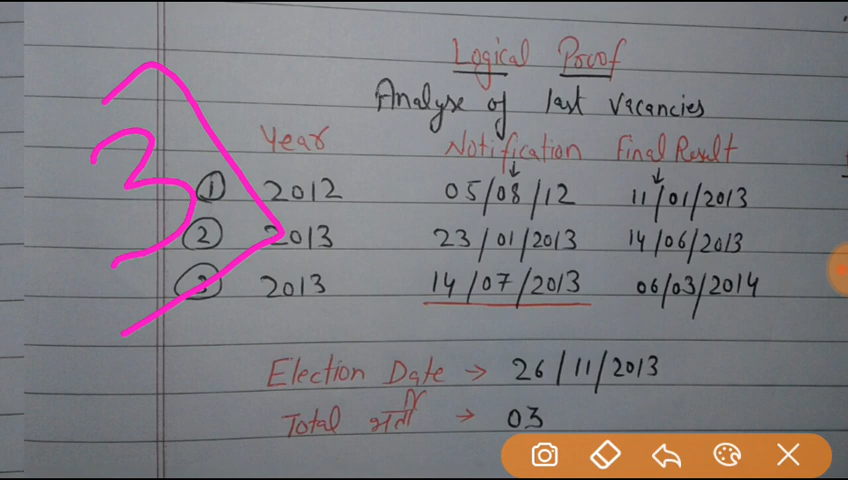 Logical Proof
Analyse of last vacancies
Year Notification Final Result
① 2012 05/08/12 11/01/2013
② 2013 23/01/2013 14/06/2013
③ 2013 14/07/2013 06/03/2014
3
Election Date → 26/11/2013
Total भर्ती → 03